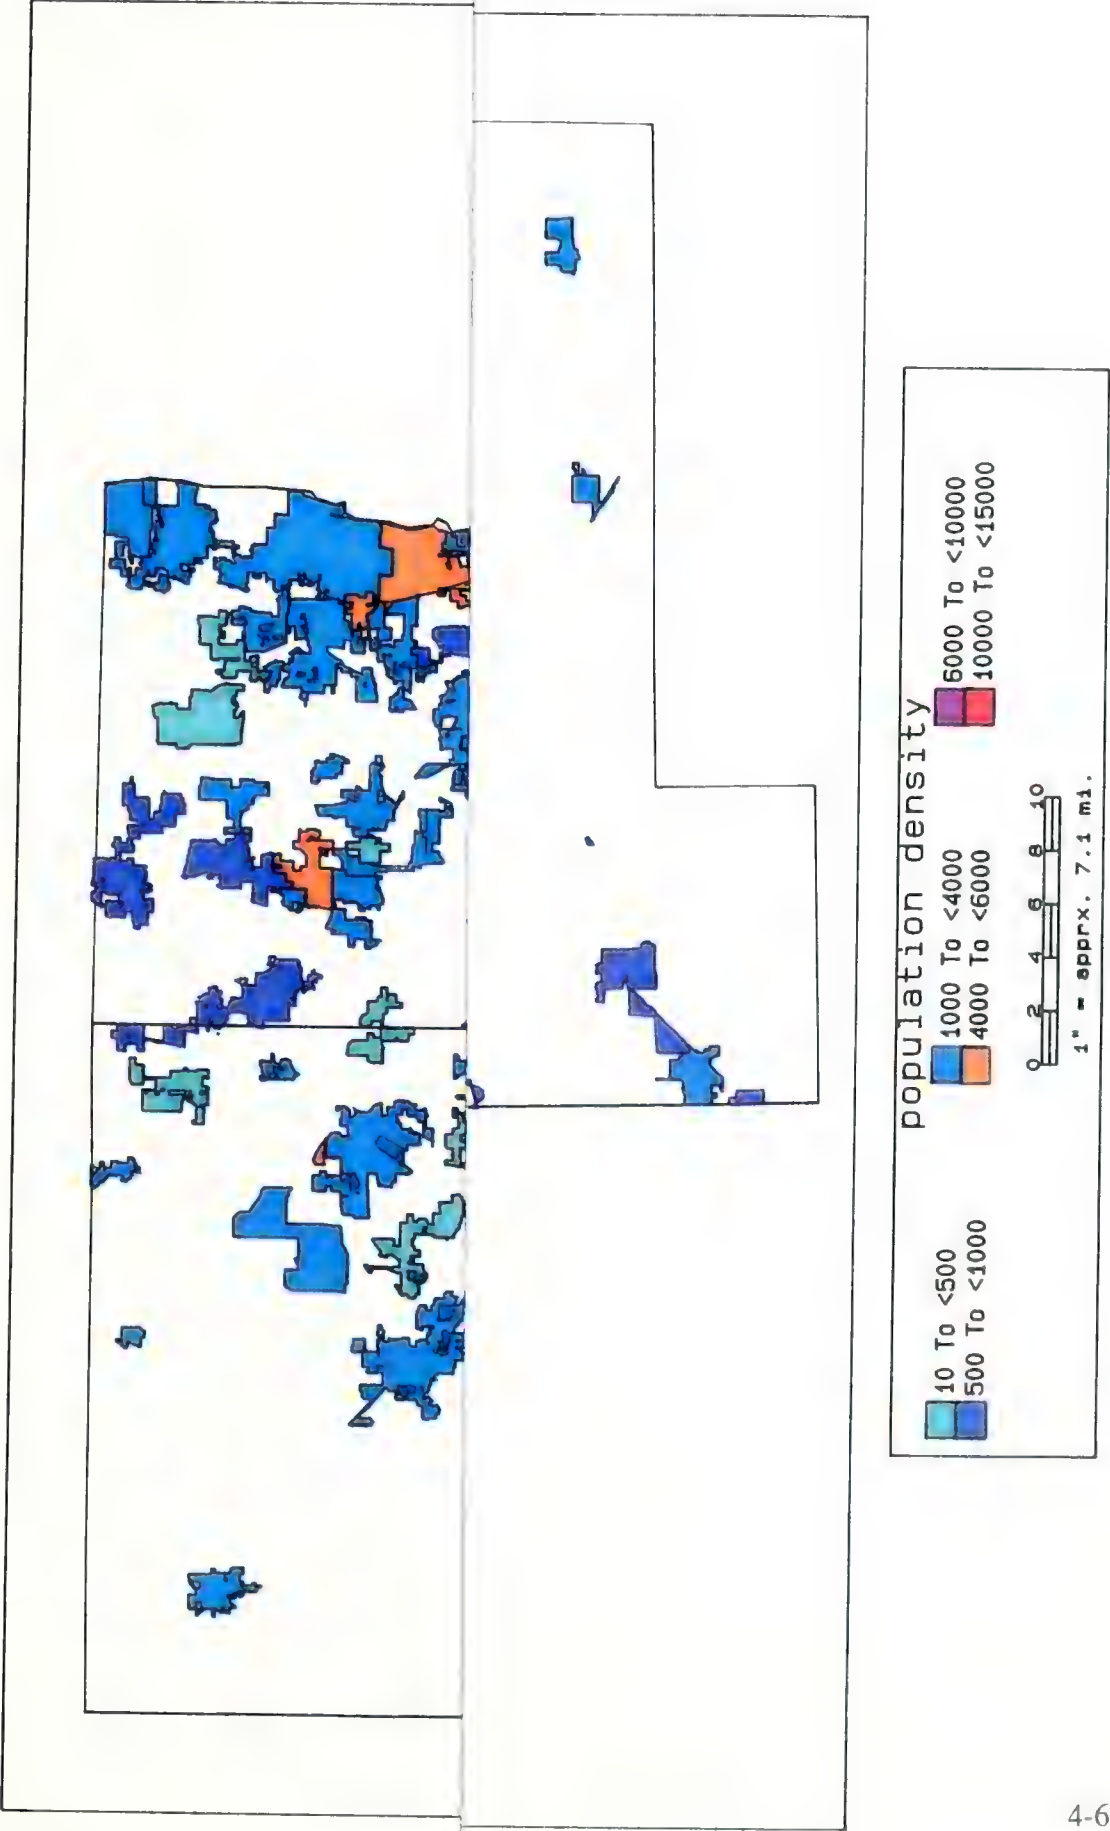 population density
10 To <500
500 To <1000
1000 To <4000
4000 To <6000
6000 To <10000
10000 To <15000
0 2 4 6 8 10
1" = apprx. 7.1 mi.
4-6